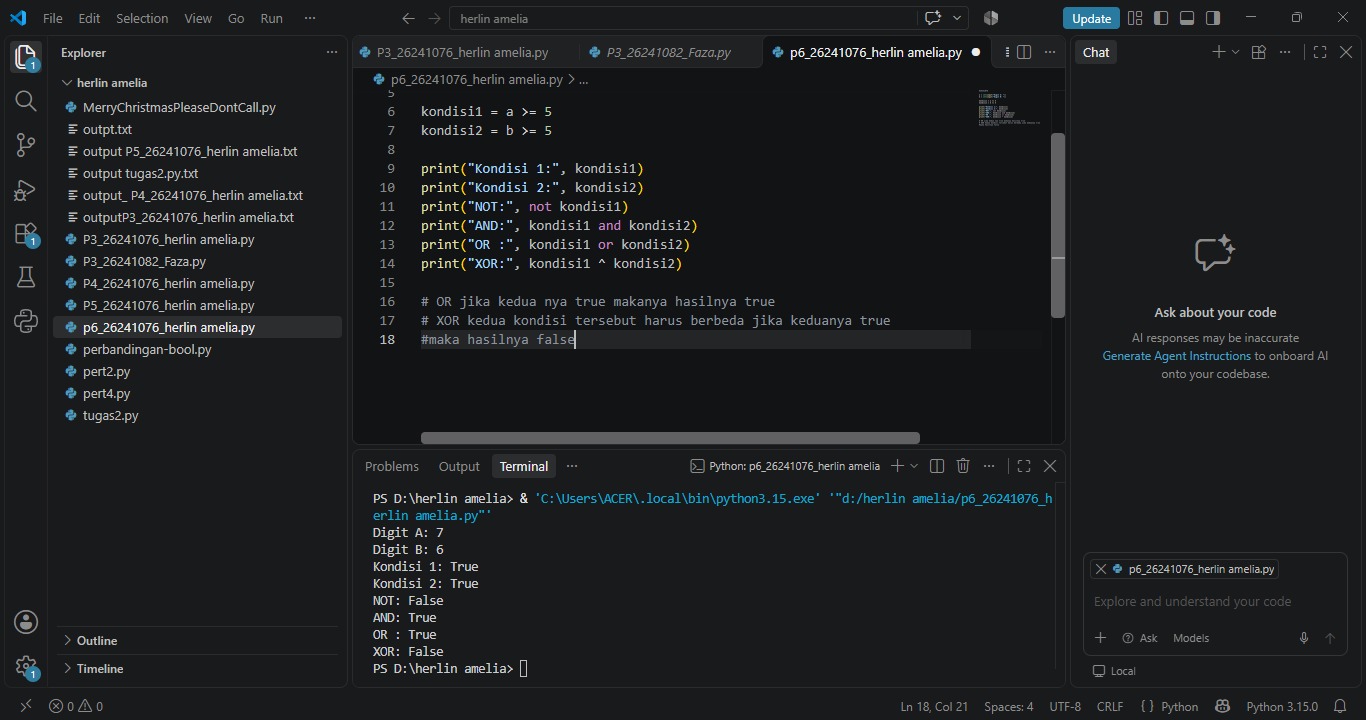 File Edit Selection View Go Run ...
herlin amelia
Update
Explorer
herlin amelia
MerryChristmasPleaseDontCall.py
outpt.txt
output P5_26241076_herlin amelia.txt
output tugas2.py.txt
output_ P4_26241076_herlin amelia.txt
outputP3_26241076_herlin amelia.txt
P3_26241076_herlin amelia.py
P3_26241082_Faza.py
P4_26241076_herlin amelia.py
P5_26241076_herlin amelia.py
p6_26241076_herlin amelia.py
perbandingan-bool.py
pert2.py
pert4.py
tugas2.py
Outline
Timeline
1
1
1
P3_26241076_herlin amelia.py P3_26241082_Faza.py p6_26241076_herlin amelia.py
p6_26241076_herlin amelia.py > ...
5
6 kondisi1 = a >= 5
7 kondisi2 = b >= 5
8
9 print("Kondisi 1:", kondisi1)
10 print("Kondisi 2:", kondisi2)
11 print("NOT:", not kondisi1)
12 print("AND:", kondisi1 and kondisi2)
13 print("OR :", kondisi1 or kondisi2)
14 print("XOR:", kondisi1 ^ kondisi2)
15
16 # OR jika kedua nya true makanya hasilnya true
17 # XOR kedua kondisi tersebut harus berbeda jika keduanya true
18 #maka hasilnya false
Problems Output Terminal ...
Python: p6_26241076_herlin amelia
PS D:\herlin amelia> & 'C:\Users\ACER\.local\bin\python3.15.exe' '"d:/herlin amelia/p6_26241076_h
erlin amelia.py"'
Digit A: 7
Digit B: 6
Kondisi 1: True
Kondisi 2: True
NOT: False
AND: True
OR : True
XOR: False
PS D:\herlin amelia>
Chat
Ask about your code
AI responses may be inaccurate
Generate Agent Instructions to onboard AI
onto your codebase.
p6_26241076_herlin amelia.py
Explore and understand your code
Ask Models
Local
0 0
Ln 18, Col 21 Spaces: 4 UTF-8 CRLF { } Python Python 3.15.0